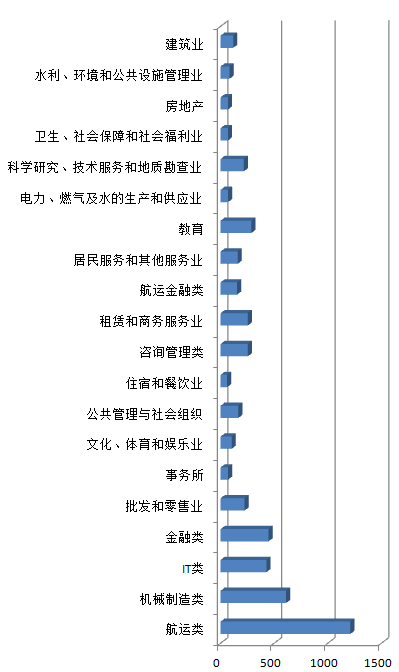 建筑业
水利、环境和公共设施管理业
房地产
卫生、社会保障和社会福利业
科学研究、技术服务和地质勘查业
电力、燃气及水的生产和供应业
教育
居民服务和其他服务业
航运金融类
租赁和商务服务业
咨询管理类
住宿和餐饮业
公共管理与社会组织
文化、体育和娱乐业
事务所
批发和零售业
金融类
IT类
机械制造类
航运类
0 500 1000 1500